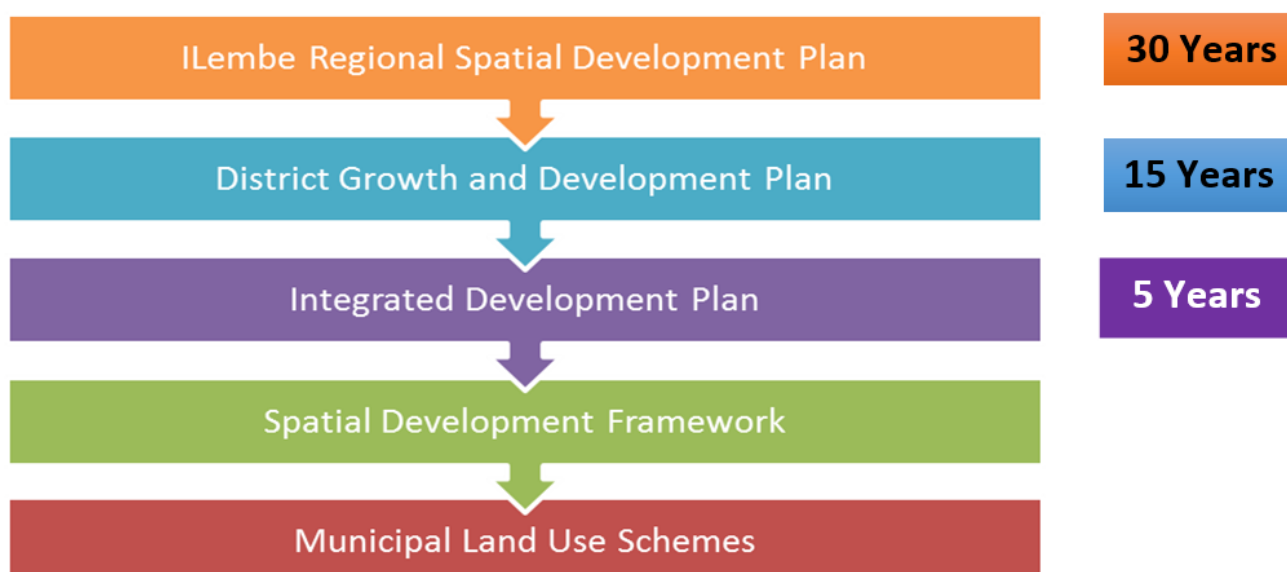 ILembe Regional Spatial Development Plan
30 Years
District Growth and Development Plan
15 Years
Integrated Development Plan
5 Years
Spatial Development Framework
Municipal Land Use Schemes